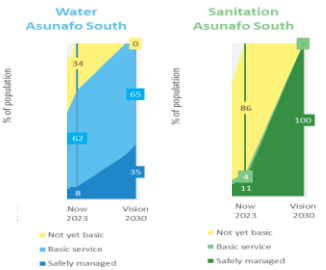 Water
Asunafo South
% of population
0
34
65
62
35
8
Now
2023
Vision
2030
Not yet basic
Basic service
Safely managed
Sanitation
Asunafo South
% of population
86
100
4
11
Now
2023
Vision
2030
Not yet basic
Basic service
Safely managed